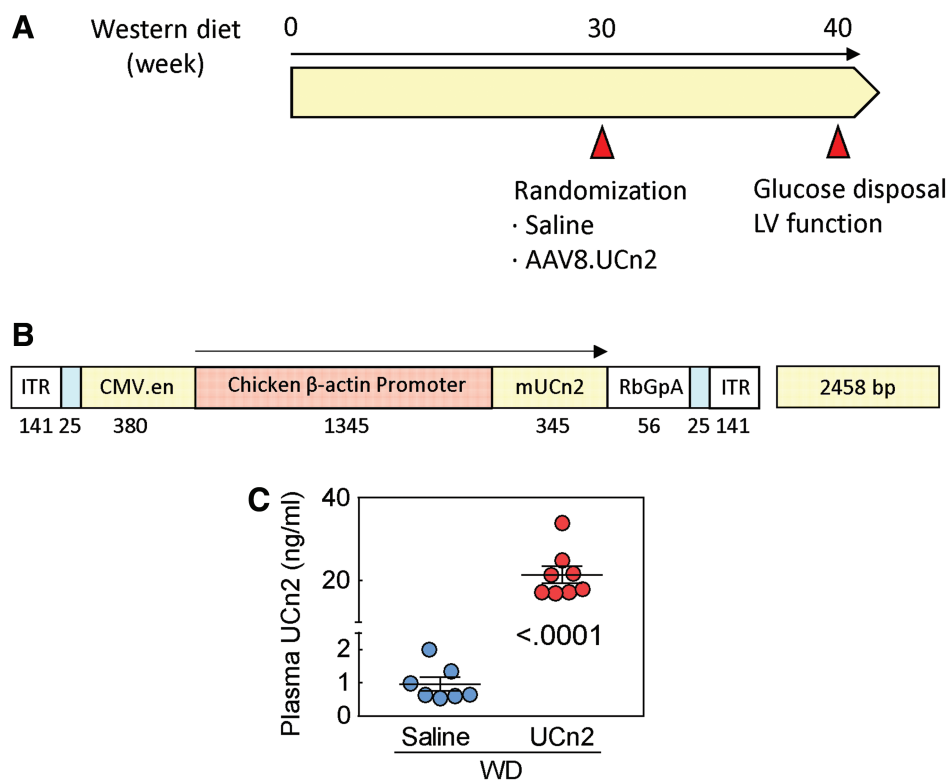 A
Western diet
(week)
0 30 40
Randomization
· Saline
· AAV8.UCn2
Glucose disposal
LV function
B
ITR CMV.en Chicken β-actin Promoter mUCn2 RbGpA ITR 2458 bp
141 25 380 1345 345 56 25 141
C
Plasma UCn2 (ng/ml)
40
20
2
1
0
<.0001
Saline UCn2
WD